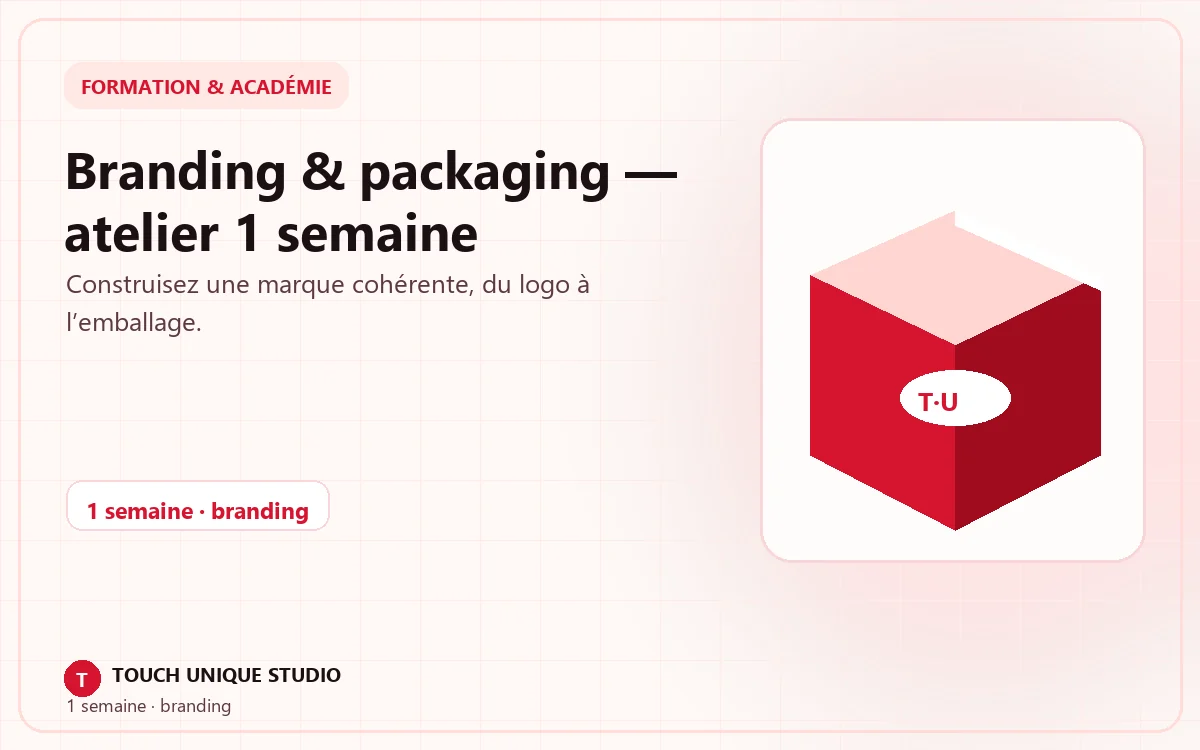 FORMATION & ACADÉMIE
Branding & packaging —
atelier 1 semaine
Construisez une marque cohérente, du logo à
l’emballage.
T·U
1 semaine · branding
T
TOUCH UNIQUE STUDIO
1 semaine · branding